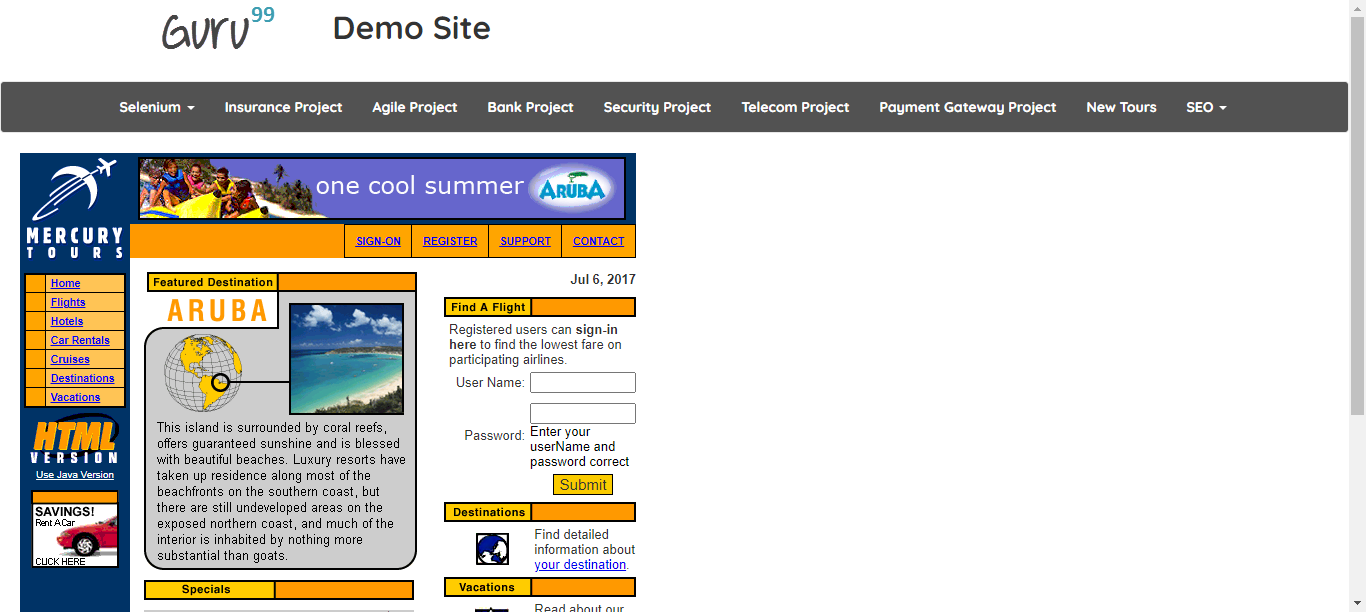 Guru99
Demo Site
Selenium
Insurance Project
Agile Project
Bank Project
Security Project
Telecom Project
Payment Gateway Project
New Tours
SEO
one cool summer
ARUBA
MERCURY
TOURS
SIGN-ON
REGISTER
SUPPORT
CONTACT
Home
Flights
Hotels
Car Rentals
Cruises
Destinations
Vacations
HTML
VERSION
Use Java Version
SAVINGS!
Rent A Car
CLICK HERE
Featured Destination
ARUBA
This island is surrounded by coral reefs,
offers guaranteed sunshine and is blessed
with beautiful beaches. Luxury resorts have
taken up residence along most of the
beachfronts on the southern coast, but
there are still undeveloped areas on the
exposed northern coast, and much of the
interior is inhabited by nothing more
substantial than goats.
Specials
Jul 6, 2017
Find A Flight
Registered users can sign-in
here to find the lowest fare on
participating airlines.
User Name:
Password:
Enter your
userName and
password correct
Submit
Destinations
Find detailed
information about
your destination.
Vacations
Read about our